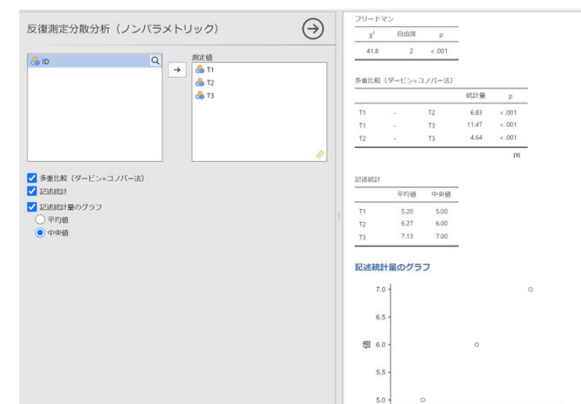 反復測定分散分析（ノンパラメトリック）
ID
測定値
T1
T2
T3
多重比較（ダービン=コノバー法）
記述統計
記述統計量のグラフ
平均値
中央値
フリードマン
χ² 自由度 p
41.8 2 < .001
多重比較（ダービン=コノバー法）
統計量 p
T1 - T2 6.83 < .001
T1 - T3 11.47 < .001
T2 - T3 4.64 < .001
[3]
記述統計
平均値 中央値
T1 5.20 5.00
T2 6.27 6.00
T3 7.13 7.00
記述統計量のグラフ
7.0
6.5
値 6.0
5.5
5.0